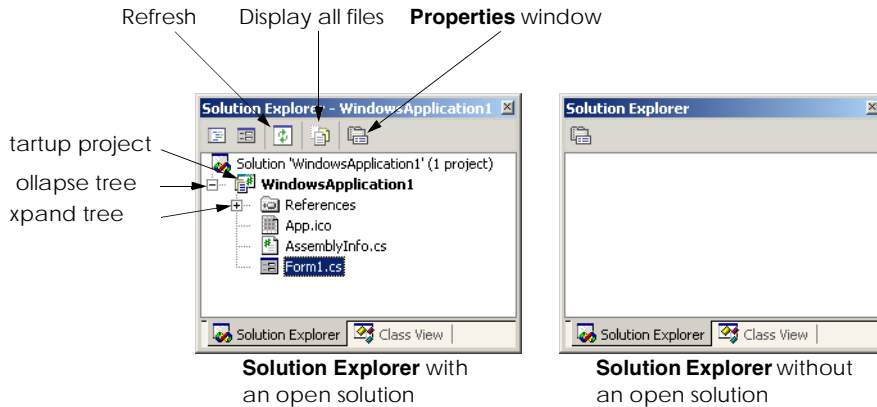 Refresh
Display all files
Properties window
Solution Explorer - WindowsApplication1
Solution Explorer
tartup project
ollapse tree
xpand tree
Solution 'WindowsApplication1' (1 project)
WindowsApplication1
References
App.ico
AssemblyInfo.cs
Form1.cs
Solution Explorer
Class View
Solution Explorer
Class View
Solution Explorer with
an open solution
Solution Explorer without
an open solution